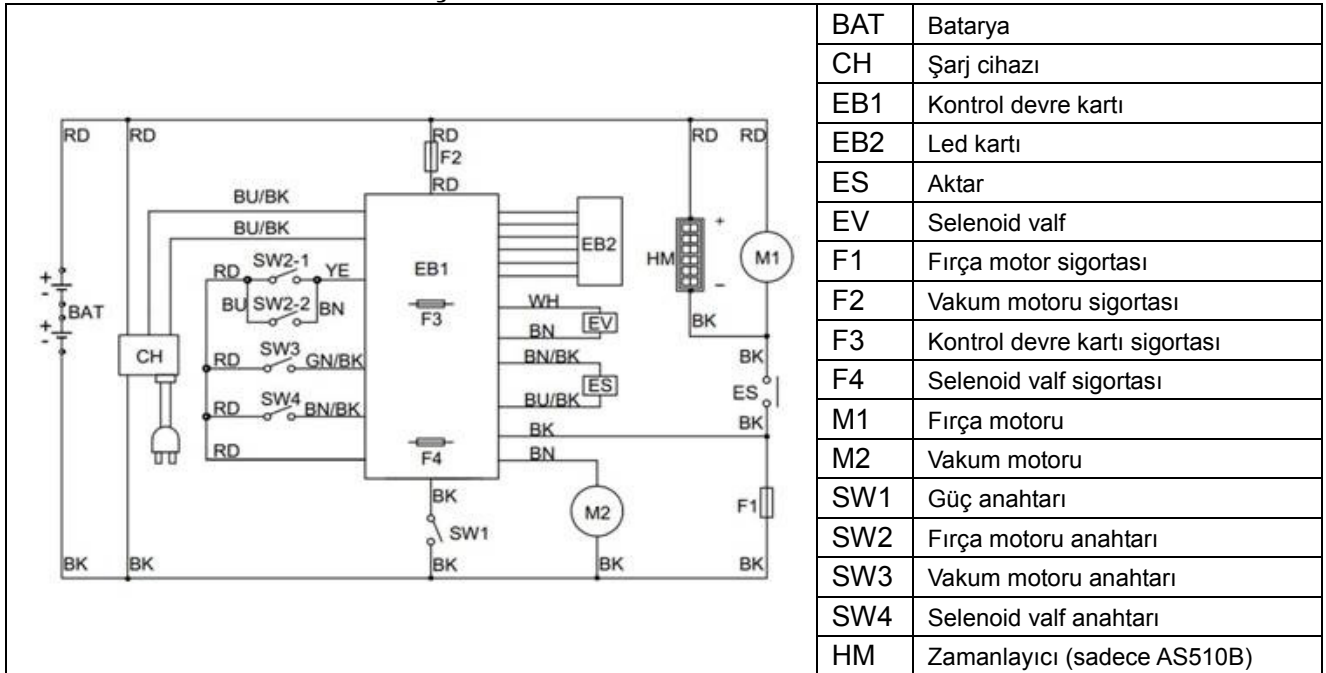 RD RD RD RD RD
F2
RD
BU/BK
BU/BK
SW2-1
RD YE
BU SW2-2 BN
EB1
F3
EB2
HM
+
−
M1
+
-
BAT
+
-
CH
SW3
RD GN/BK
SW4
RD BN/BK
RD
F4
WH
BN
EV
BN/BK
ES
BU/BK
BK
BN
BK
BK
ES
BK
BK
SW1
M2
F1
BK BK BK BK BK
BAT Batarya
CH Şarj cihazı
EB1 Kontrol devre kartı
EB2 Led kartı
ES Aktar
EV Selenoid valf
F1 Fırça motor sigortası
F2 Vakum motoru sigortası
F3 Kontrol devre kartı sigortası
F4 Selenoid valf sigortası
M1 Fırça motoru
M2 Vakum motoru
SW1 Güç anahtarı
SW2 Fırça motoru anahtarı
SW3 Vakum motoru anahtarı
SW4 Selenoid valf anahtarı
HM Zamanlayıcı (sadece AS510B)